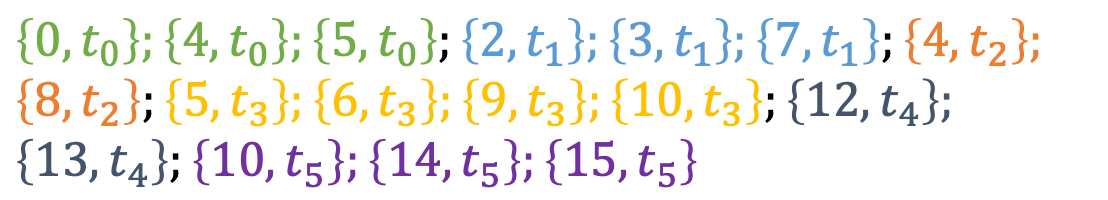 {0, t₀}; {4, t₀}; {5, t₀}; {2, t₁}; {3, t₁}; {7, t₁}; {4, t₂};
{8, t₂}; {5, t₃}; {6, t₃}; {9, t₃}; {10, t₃}; {12, t₄};
{13, t₄}; {10, t₅}; {14, t₅}; {15, t₅}